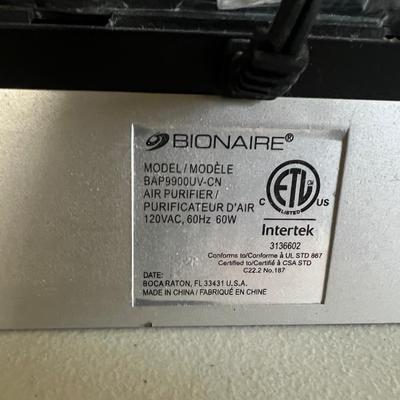 BIONAIRE®
MODEL / MODÈLE
BAP9900UV-CN
AIR PURIFIER /
PURIFICATEUR D'AIR
120VAC, 60Hz 60W
C ETL US
LISTED
Intertek
3136602
Conforms to/Conforme à UL STD 867
Certified to/Certifié à CSA STD
C22.2 No.187
DATE:
BOCA RATON, FL 33431 U.S.A.
MADE IN CHINA / FABRIQUÉ EN CHINE